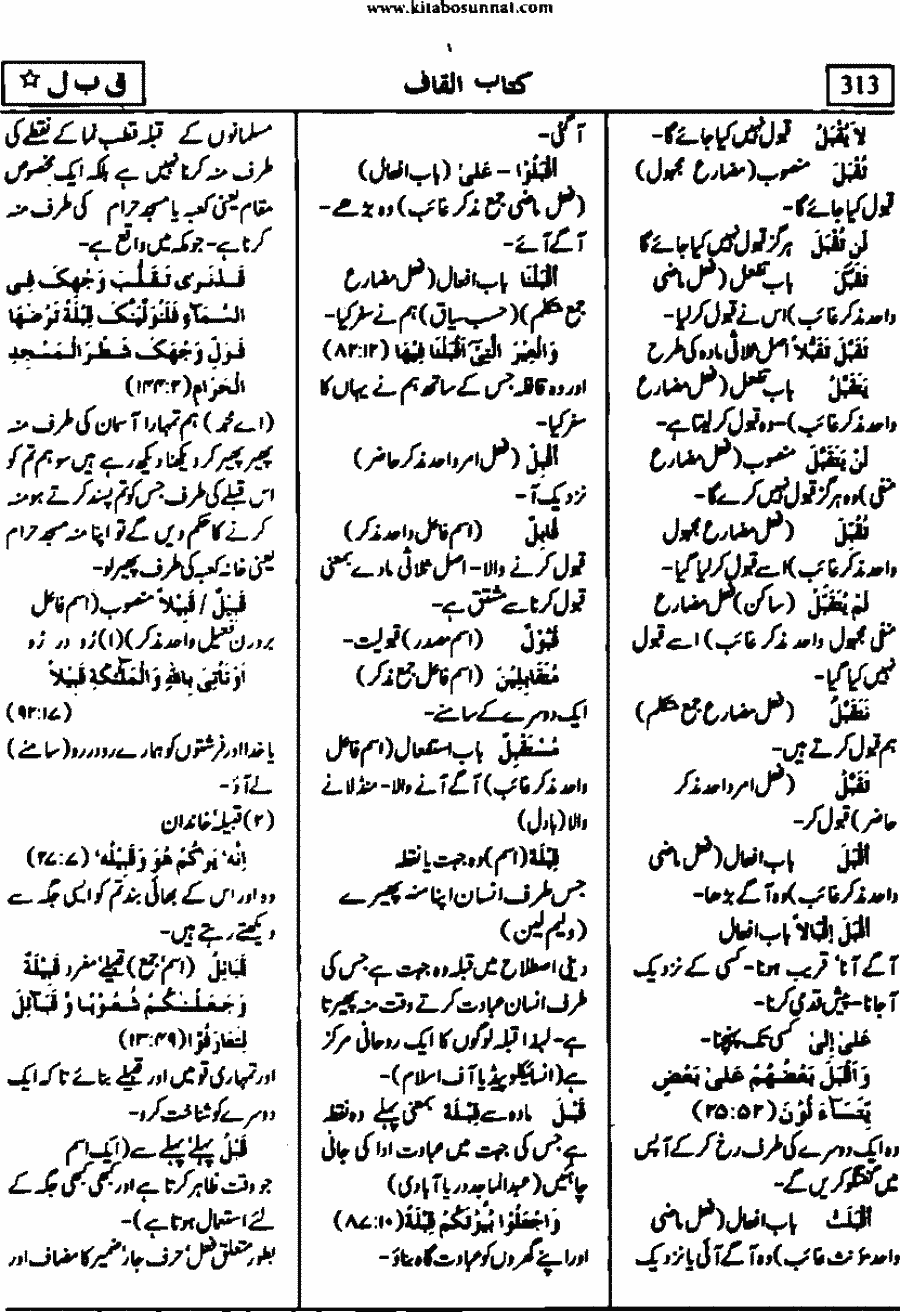 www.kitabosunnat.com
۱
313
کتاب القاف
ق ب ل ☆
لاَ يُقْبَلُ قبول نہیں کیا جائے گا-
تُقْبَلَ منصوب (مضارع مجہول)
قبول کیا جائے گا-
لَنْ تُقْبَلَ ہرگز قبول نہیں کیا جائے گا
تَقَبَّلَ باب تفعل (فعل ماضی
واحد مذکر غائب) اس نے قبول کر لیا-
تَقَبَّلَ تَقَبُّلاً اصل ثلاثی مادہ کی طرح
يَتَقَبَّلُ باب تفعل (فعل مضارع
واحد مذکر غائب)- وہ قبول کر لیتا ہے-
لَنْ يَتَقَبَّلَ منصوب (فعل مضارع
منفی) وہ ہرگز قبول نہیں کرے گا-
تُقُبِّلَ (فعل مضارع مجہول
واحد مذکر غائب) اسے قبول کر لیا گیا-
لَمْ يُتَقَبَّلْ (ساکن) فعل مضارع
منفی مجہول واحد مذکر غائب) اسے قبول
نہیں کیا گیا-
نَتَقَبَّلُ (فعل مضارع جمع متکلم)
ہم قبول کرتے ہیں-
تَقَبَّلْ (فعل امر واحد مذکر
حاضر) قبول کر-
اَقْبَلَ باب افعال (فعل ماضی
واحد مذکر غائب) وہ آگے بڑھا-
اَقْبَلَ اِقْبَالاً باب افعال
آگے آنا' قریب ہونا- کسی کے نزدیک
آ جانا- پیش قدمی کرنا-
عَلىٰ اِلىٰ کسی تک پہنچنا-
وَاَقْبَلَ بَعْضُهُمْ عَلىٰ بَعْضٍ
يَّتَسَآءَلُوْنَ (۲۵:۵۲)
وہ ایک دوسرے کی طرف رخ کر کے آپس
میں گفتگو کریں گے-
اَقْبَلَتْ باب افعال (فعل ماضی
واحد مونث غائب) وہ آگے آئی یا نزدیک
آ گئی-
اَقْبَلُوْا - عَلىٰ (باب افعال)
(فعل ماضی جمع مذکر غائب) وہ بڑھے-
آگے آئے-
اَقْبَلْنَا باب افعال (فعل مضارع
جمع متکلم) (حسب سیاق) ہم نے سفر کیا-
وَالْعِيْرَ الَّتِيْ اَقْبَلْنَا فِيْهَا (۸۲:۱۲)
اور وہ قافلہ جس کے ساتھ ہم نے یہاں کا
سفر کیا-
اَقْبِلْ (فعل امر واحد مذکر حاضر)
نزدیک آ-
قَابِلٌ (اسم فاعل واحد مذکر)
قبول کرنے والا- اصل ثلاثی مادے بمعنی
قبول کرنا سے مشتق ہے-
قَبُوْلٌ (اسم مصدر) قبولیت-
مُتَقَابِلِيْنَ (اسم فاعل جمع مذکر)
ایک دوسرے کے سامنے-
مُسْتَقْبِلٌ باب استفعال (اسم فاعل
واحد مذکر غائب) آگے آنے والا- منڈلانے
والا (بادل)
قِبْلَةٌ (اسم) وہ جہت یا نقطہ
جس طرف انسان اپنا منہ پھیرے
(ولیم لین)
دینی اصطلاح میں قبلہ وہ جہت ہے جس کی
طرف انسان عبادت کرتے وقت منہ پھیرتا
ہے- لہٰذا قبلہ لوگوں کا ایک روحانی مرکز
ہے (انسائیکلوپیڈیا آف اسلام)-
قَبْلَ مادہ سے قِبْلَةٌ بمعنی پہلے وہ نقطہ
ہے جس کی جہت میں عبادت ادا کی جانی
چاہئیں (عبدالماجد دریا آبادی)
وَاجْعَلُوْا بُيُوْتَكُمْ قِبْلَةً (۸۷:۱۰)
اور اپنے گھروں کو عبادت گاہ بناؤ-
مسلمانوں کے قبلہ قطب نما کے نقطے کی
طرف منہ کرنا نہیں ہے بلکہ ایک مخصوص
مقام یعنی کعبہ یا مسجد حرام کی طرف منہ
کرنا ہے- جو مکہ میں واقع ہے-
قَدْ نَرٰى تَقَلُّبَ وَجْهِكَ فِى
السَّمَآءِ فَلَنُوَلِّيَنَّكَ قِبْلَةً تَرْضٰهَا
فَوَلِّ وَجْهَكَ شَطْرَ الْمَسْجِدِ
الْحَرَامِ (۱۴۴:۲)
(اے محمد) ہم تمہارا آسمان کی طرف منہ
پھیر پھیر کر دیکھنا دیکھ رہے ہیں سو ہم تم کو
اس قبلے کی طرف جس کو تم پسند کرتے ہو منہ
کرنے کا حکم دیں گے تو اپنا منہ مسجد حرام
یعنی خانہ کعبہ کی طرف پھیر لو-
قَبِيْلٌ / قَبِيْلاً منصوب (اسم فاعل
بروزن فعیل واحد مذکر) (۱) رُو در رُو
اَوْ تَأْتِىَ بِاللّٰهِ وَالْمَلٰٓئِكَةِ قَبِيْلاً
(۹۲:۱۷)
یا خدا اور فرشتوں کو ہمارے رو در رو (سامنے)
لے آؤ-
(۲) قبیلہ' خاندان
اِنَّهٗ يَرٰىكُمْ هُوَ وَقَبِيْلُهٗ (۲۷:۷)
وہ اور اس کے بھائی بند تم کو ایسی جگہ سے
دیکھتے رہتے ہیں-
قَبَائِلُ (اسم' جمع) قبیلے' مفرد قَبِيْلَةٌ
وَجَعَلْنٰكُمْ شُعُوْبًا وَّ قَبَآئِلَ
لِتَعَارَفُوْا (۱۳:۴۹)
اور تمہاری قومیں اور قبیلے بنائے تاکہ ایک
دوسرے کو شناخت کرو-
قَبْلُ پہلے' پہلے سے (ایک اسم
جو وقت ظاہر کرتا ہے اور کبھی کبھی جگہ کے
لئے استعمال ہوتا ہے)-
بطور متعلق فعل' حرف جار' ضمیر کا مضاف اور